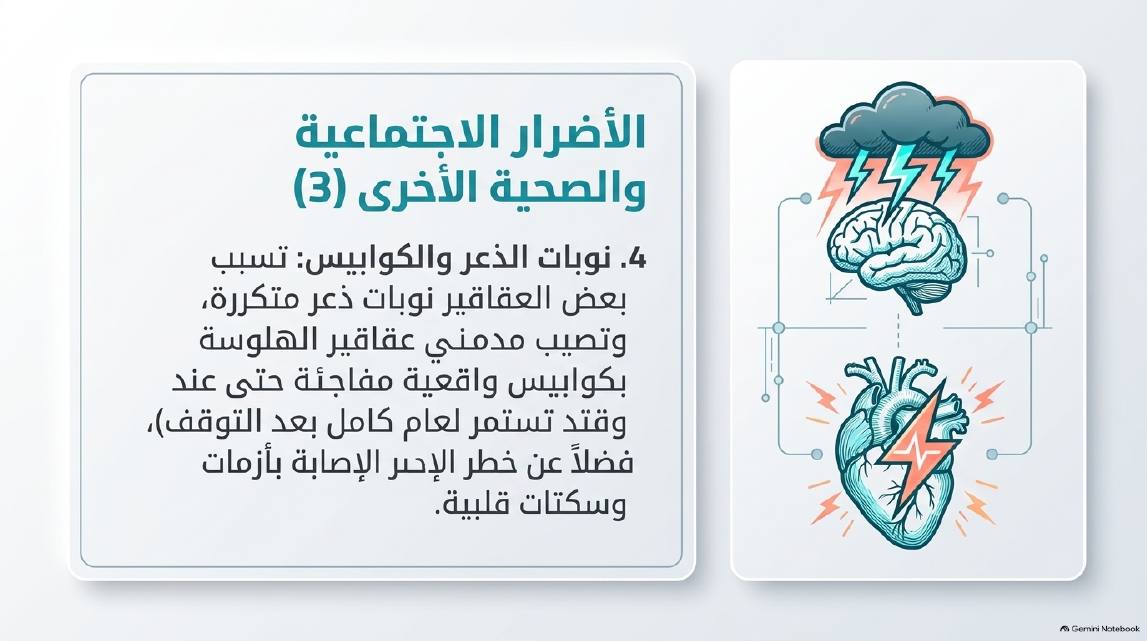 الأضرار الاجتماعية
والصحية الأخرى (3)
4. نوبات الذعر والكوابيس: تسبب
بعض العقاقير نوبات ذعر متكررة،
وتصيب مدمني عقاقير الهلوسة
بكوابيس واقعية مفاجئة حتى عند
وقتد تستمر لعام كامل بعد التوقف)،
فضلاً عن خطر الإحىر الإصابة بأزمات
وسكتات قلبية.
Gemini Notebook